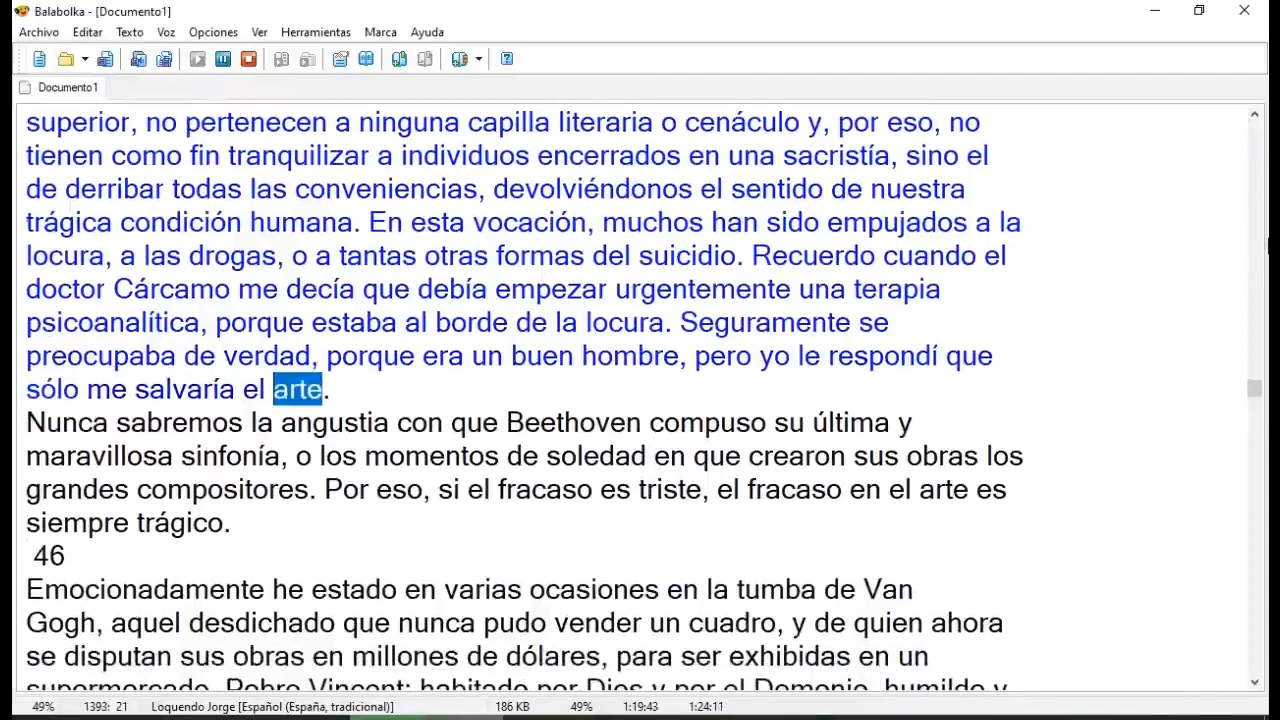 Balabolka - [Documento1]
Archivo Editar Texto Voz Opciones Ver Herramientas Marca Ayuda
Documento1
superior, no pertenecen a ninguna capilla literaria o cenáculo y, por eso, no
tienen como fin tranquilizar a individuos encerrados en una sacristía, sino el
de derribar todas las conveniencias, devolviéndonos el sentido de nuestra
trágica condición humana. En esta vocación, muchos han sido empujados a la
locura, a las drogas, o a tantas otras formas del suicidio. Recuerdo cuando el
doctor Cárcamo me decía que debía empezar urgentemente una terapia
psicoanalítica, porque estaba al borde de la locura. Seguramente se
preocupaba de verdad, porque era un buen hombre, pero yo le respondí que
sólo me salvaría el arte.
Nunca sabremos la angustia con que Beethoven compuso su última y
maravillosa sinfonía, o los momentos de soledad en que crearon sus obras los
grandes compositores. Por eso, si el fracaso es triste, el fracaso en el arte es
siempre trágico.
46
Emocionadamente he estado en varias ocasiones en la tumba de Van
Gogh, aquel desdichado que nunca pudo vender un cuadro, y de quien ahora
se disputan sus obras en millones de dólares, para ser exhibidas en un
supermercado. Pobre Vincent: habitado por Dios y por el Demonio, humilde y
49% 1393: 21 Loquendo Jorge [Español (España, tradicional)] 186 KB 49% 1:19:43 1:24:11